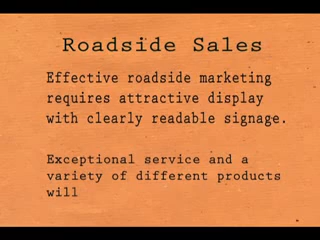 Roadside Sales
Effective roadside marketing
requires attractive display
with clearly readable signage.
Exceptional service and a
variety of different products
will